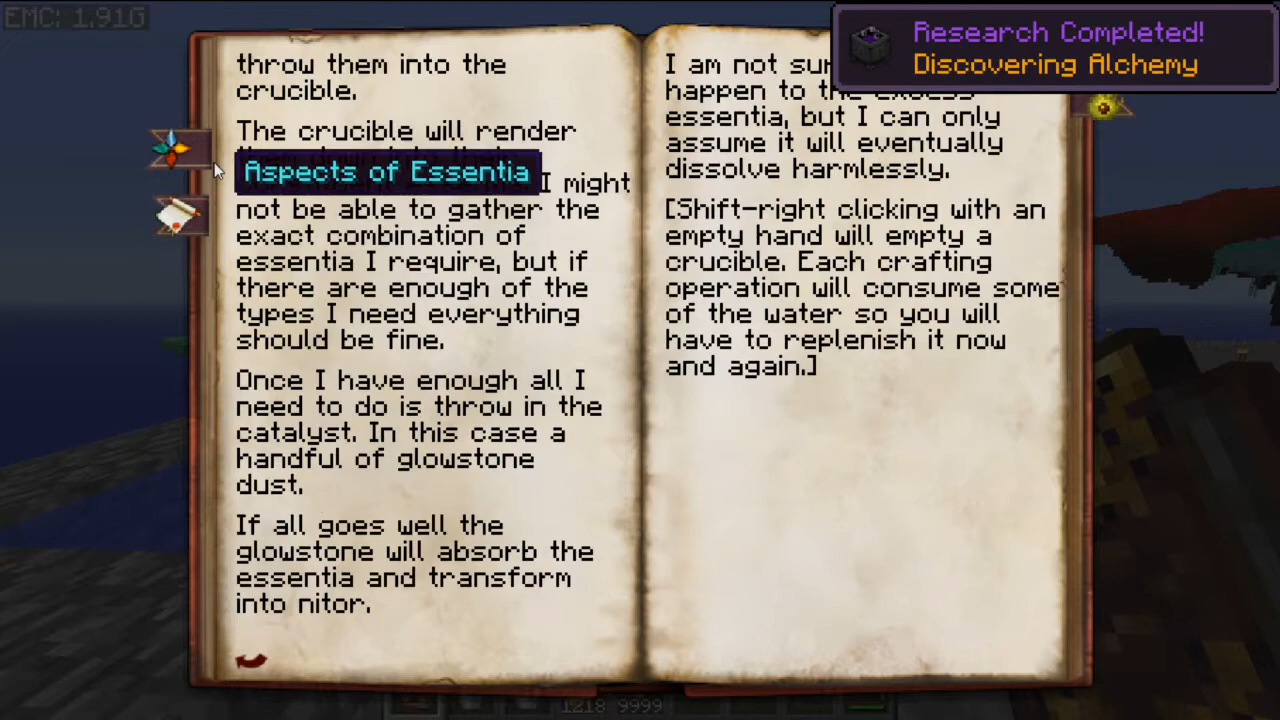 EMC: 1.91G
Research Completed!
Discovering Alchemy
throw them into the
crucible.
The crucible will render
Aspects of Essentia
I might
not be able to gather the
exact combination of
essentia I require, but if
there are enough of the
types I need everything
should be fine.
Once I have enough all I
need to do is throw in the
catalyst. In this case a
handful of glowstone
dust.
If all goes well the
glowstone will absorb the
essentia and transform
into nitor.
I am not
happen to the excess
essentia, but I can only
assume it will eventually
dissolve harmlessly.
[Shift-right clicking with an
empty hand will empty a
crucible. Each crafting
operation will consume some
of the water so you will
have to replenish it now
and again.]
1218 9999